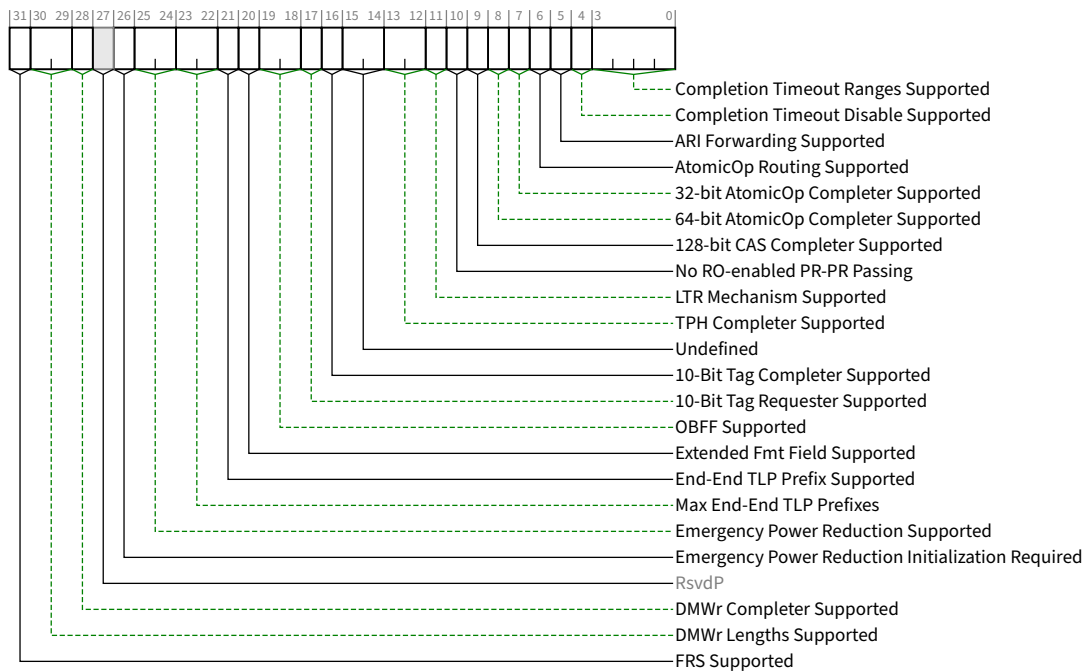 31 30 29 28 27 26 25 24 23 22 21 20 19 18 17 16 15 14 13 12 11 10 9 8 7 6 5 4 3 0
Completion Timeout Ranges Supported
Completion Timeout Disable Supported
ARI Forwarding Supported
AtomicOp Routing Supported
32-bit AtomicOp Completer Supported
64-bit AtomicOp Completer Supported
128-bit CAS Completer Supported
No RO-enabled PR-PR Passing
LTR Mechanism Supported
TPH Completer Supported
Undefined
10-Bit Tag Completer Supported
10-Bit Tag Requester Supported
OBFF Supported
Extended Fmt Field Supported
End-End TLP Prefix Supported
Max End-End TLP Prefixes
Emergency Power Reduction Supported
Emergency Power Reduction Initialization Required
RsvdP
DMWr Completer Supported
DMWr Lengths Supported
FRS Supported